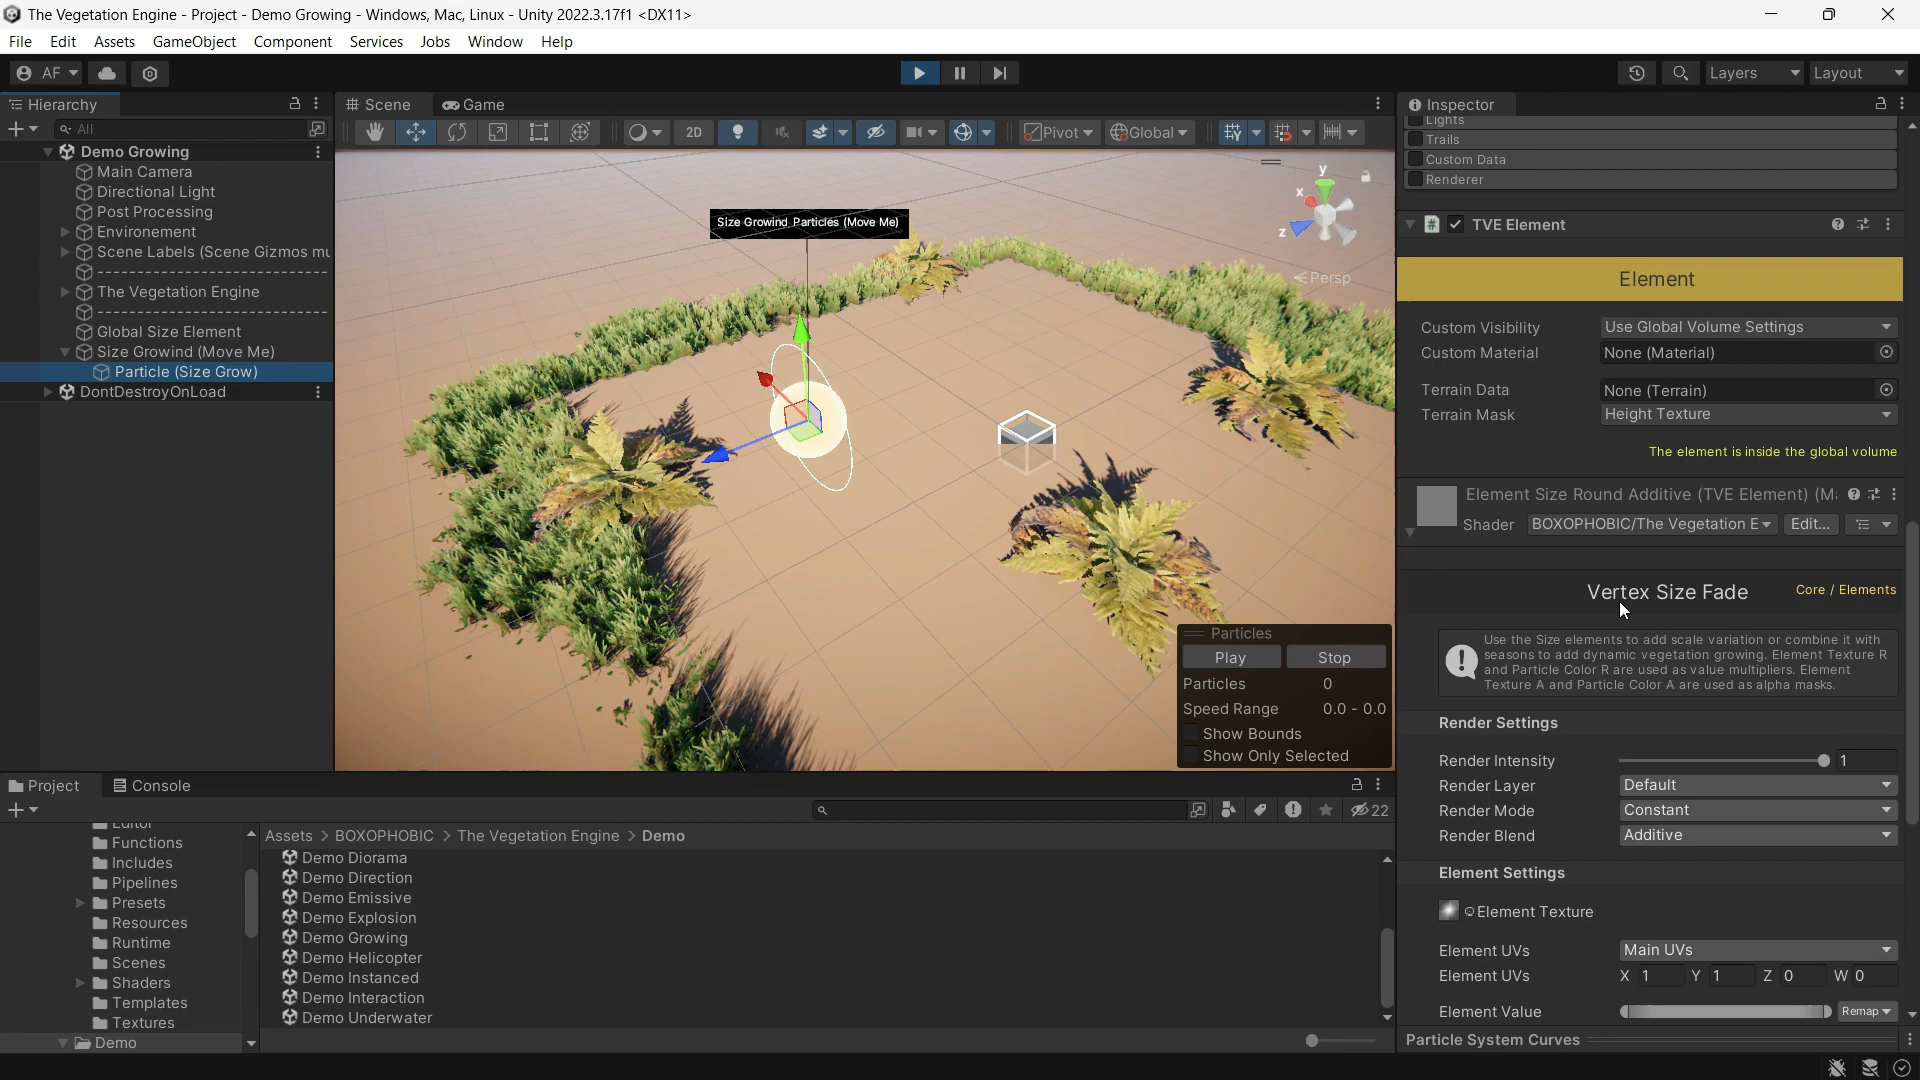 The Vegetation Engine - Project - Demo Growing - Windows, Mac, Linux - Unity 2022.3.17f1 <DX11>
File Edit Assets GameObject Component Services Jobs Window Help
AF
Layers
Layout
Hierarchy
All
Demo Growing
Main Camera
Directional Light
Post Processing
Environement
Scene Labels (Scene Gizmos mu
-----------------------------
The Vegetation Engine
-----------------------------
Global Size Element
Size Growind (Move Me)
Particle (Size Grow)
DontDestroyOnLoad
Scene
Game
2D
Pivot
Global
Size Growind Particles (Move Me)
y
x
z
Persp
Particles
Play Stop
Particles 0
Speed Range 0.0 - 0.0
Show Bounds
Show Only Selected
Project
Console
22
Functions
Includes
Pipelines
Presets
Resources
Runtime
Scenes
Shaders
Templates
Textures
Demo
Assets > BOXOPHOBIC > The Vegetation Engine > Demo
Demo Diorama
Demo Direction
Demo Emissive
Demo Explosion
Demo Growing
Demo Helicopter
Demo Instanced
Demo Interaction
Demo Underwater
Inspector
Lights
Trails
Custom Data
Renderer
TVE Element
Element
Custom Visibility Use Global Volume Settings
Custom Material None (Material)
Terrain Data None (Terrain)
Terrain Mask Height Texture
The element is inside the global volume
Element Size Round Additive (TVE Element) (M
Shader BOXOPHOBIC/The Vegetation E Edit...
Vertex Size Fade
Core / Elements
Use the Size elements to add scale variation or combine it with
seasons to add dynamic vegetation growing. Element Texture R
and Particle Color R are used as value multipliers. Element
Texture A and Particle Color A are used as alpha masks.
Render Settings
Render Intensity 1
Render Layer Default
Render Mode Constant
Render Blend Additive
Element Settings
Element Texture
Element UVs Main UVs
Element UVs X 1 Y 1 Z 0 W 0
Element Value Remap
Particle System Curves